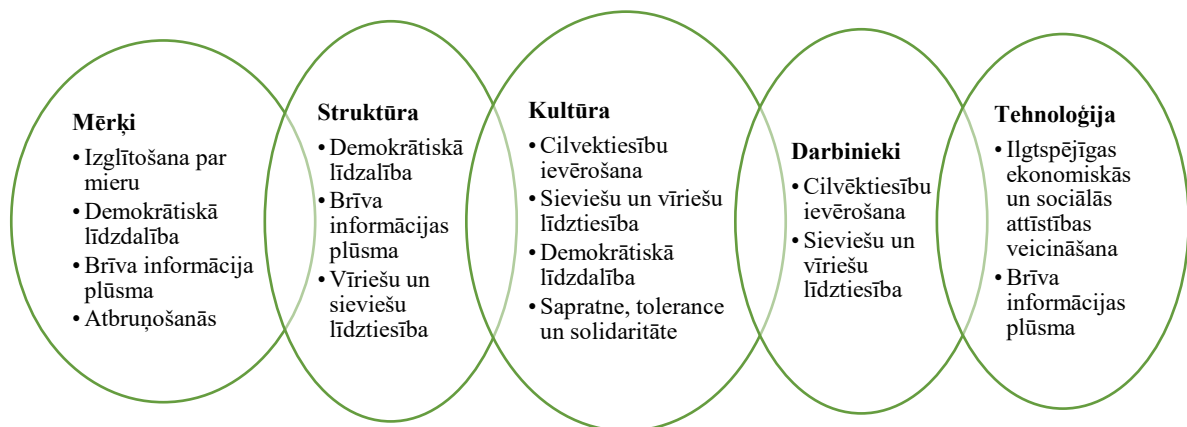 Mērķi
• Izglītošana par
mieru
• Demokrātiskā
līdzdalība
• Brīva informācija
plūsma
• Atbruņošanās
Struktūra
• Demokrātiskā
līdzalība
• Brīva
informācijas
plūsma
• Vīriešu un
sieviešu
līdztiesība
Kultūra
• Cilvektiesību
ievērošana
• Sieviešu un vīriešu
līdztiesība
• Demokrātiskā
līdzdalība
• Sapratne, tolerance
un solidaritāte
Darbinieki
• Cilvēktiesību
ievērošana
• Sieviešu un
vīriešu
līdztiesība
Tehnoloģija
• Ilgtspējīgas
ekonomiskās
un sociālās
attīstības
veicināšana
• Brīva
informācijas
plūsma